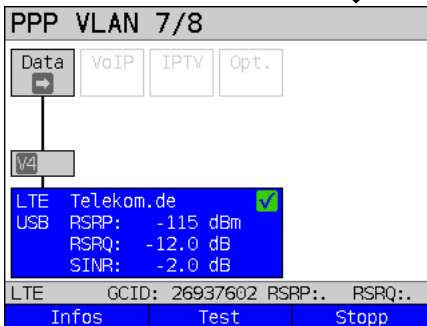 PPP VLAN 7/8
Data VoIP IPTV Opt.
V4
LTE Telekom.de
USB RSRP: -115 dBm
RSRQ: -12.0 dB
SINR: -2.0 dB
LTE GCID: 26937602 RSRP:. RSRQ:.
Infos Test Stopp